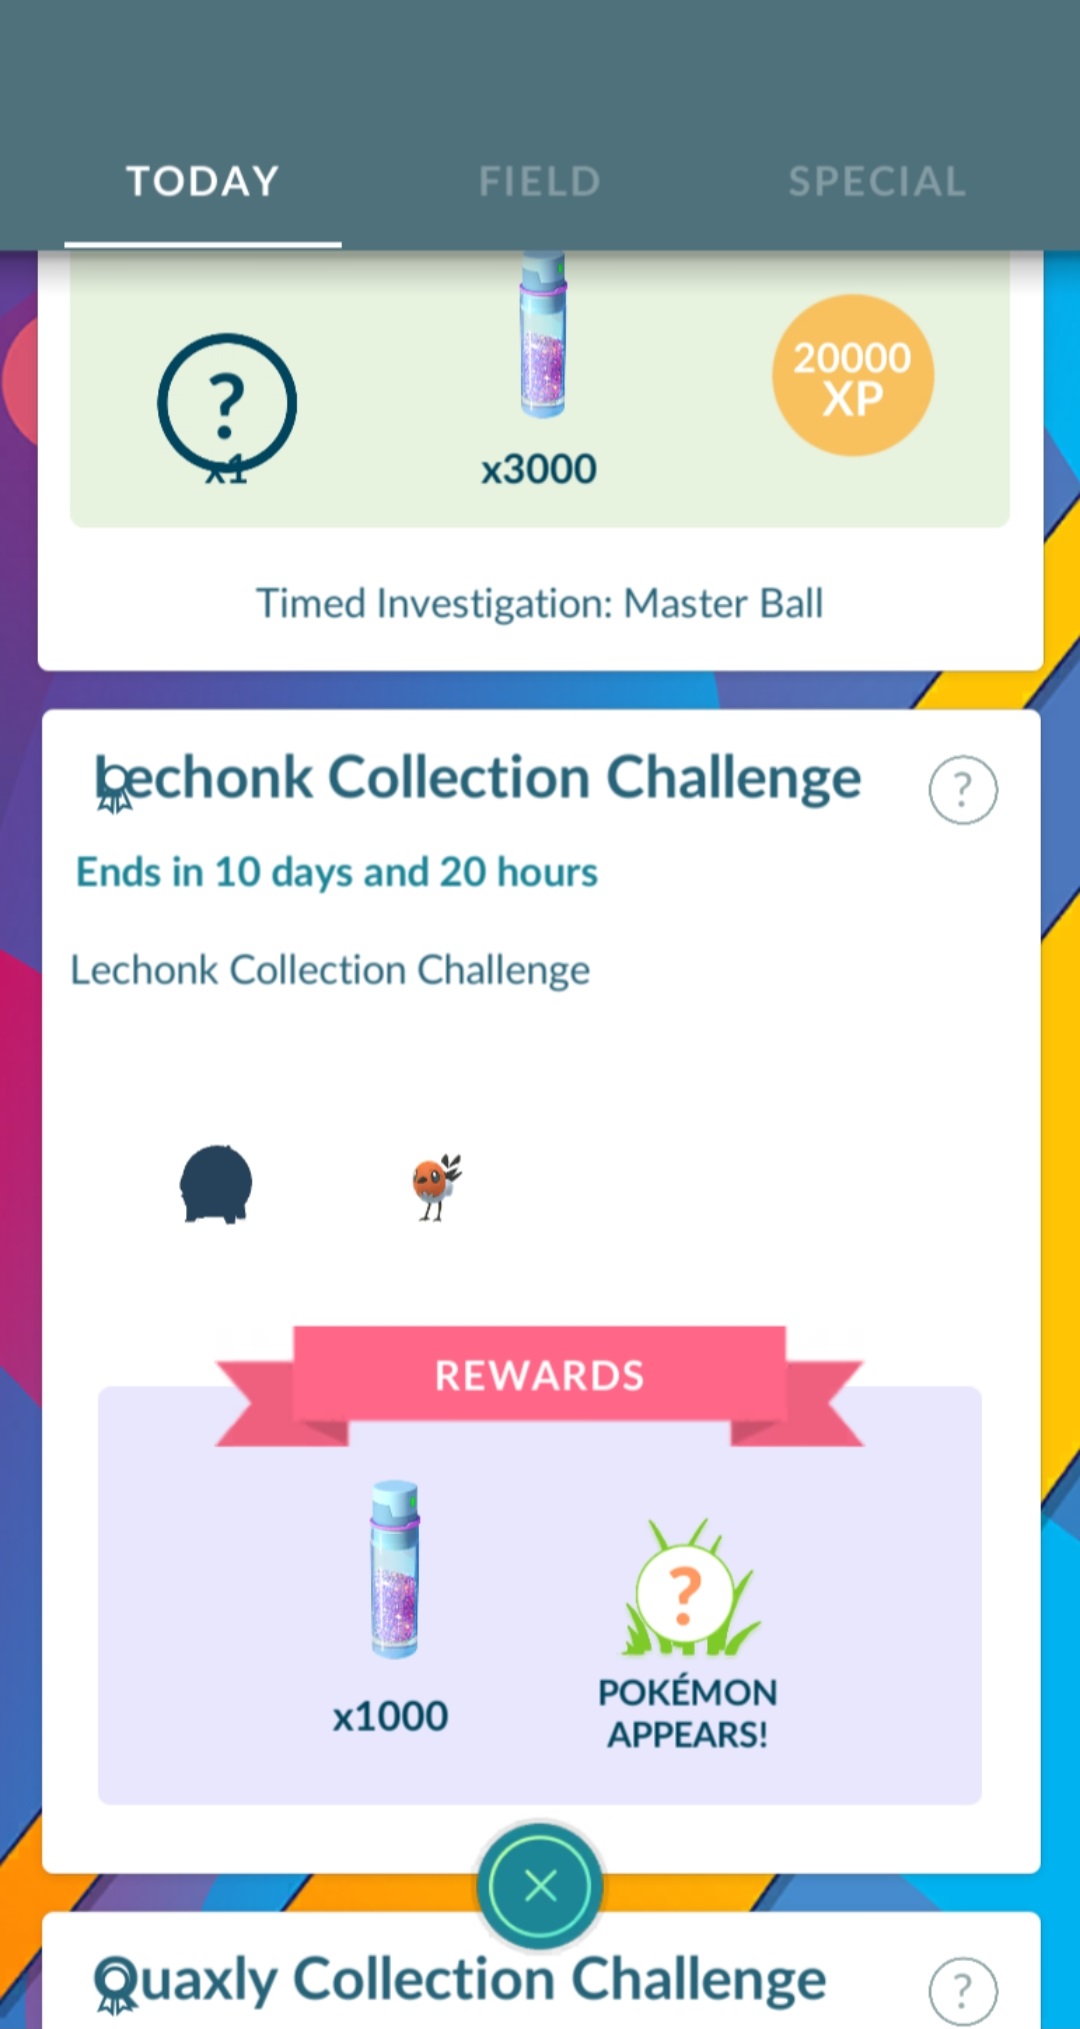 TODAY
FIELD
SPECIAL
?
x1
x3000
20000
XP
Timed Investigation: Master Ball
Lechonk Collection Challenge
?
Ends in 10 days and 20 hours
Lechonk Collection Challenge
REWARDS
x1000
?
POKÉMON
APPEARS!
Quaxly Collection Challenge
?